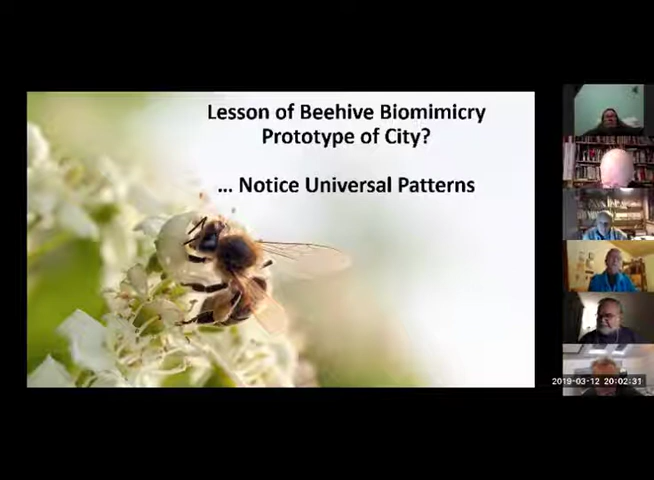 Lesson of Beehive Biomimicry
Prototype of City?
... Notice Universal Patterns
2019-03-12 20:02:31